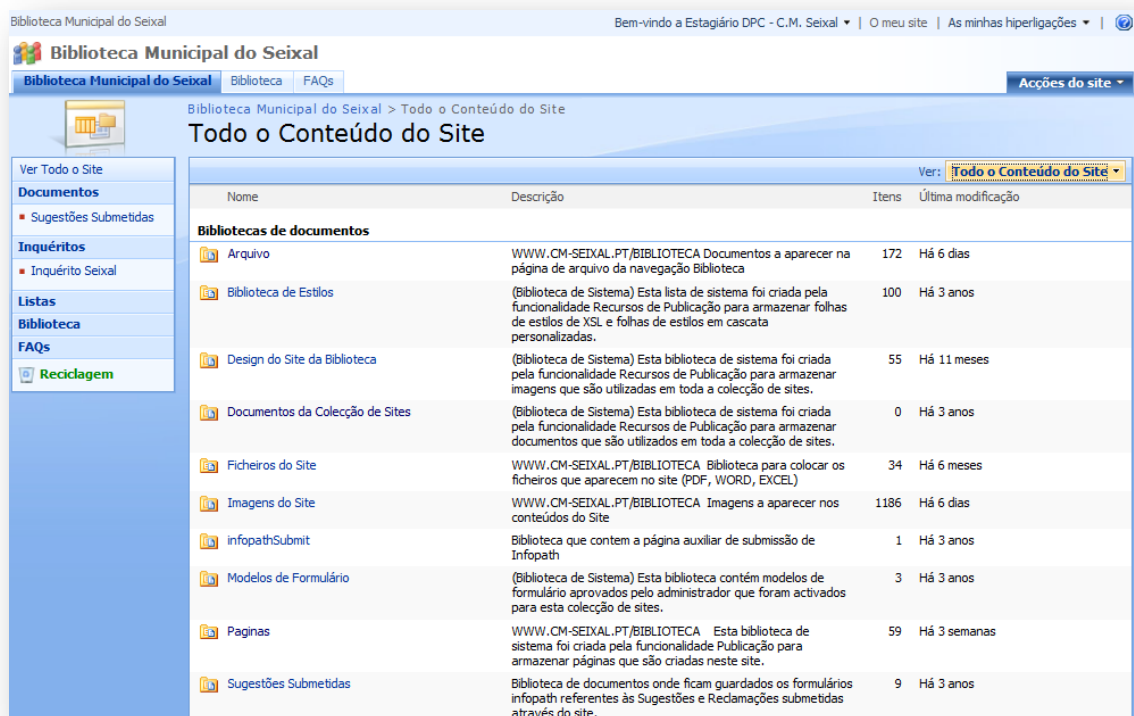 Biblioteca Municipal do Seixal
Bem-vindo a Estagiário DPC - C.M. Seixal | O meu site | As minhas hiperligações |
Biblioteca Municipal do Seixal
Biblioteca Municipal do Seixal Biblioteca FAQs
Acções do site
Biblioteca Municipal do Seixal > Todo o Conteúdo do Site
Todo o Conteúdo do Site
Ver Todo o Site
Documentos
Sugestões Submetidas
Inquéritos
Inquérito Seixal
Listas
Biblioteca
FAQs
Reciclagem
Ver: Todo o Conteúdo do Site
Nome Descrição Itens Última modificação
Bibliotecas de documentos
Arquivo WWW.CM-SEIXAL.PT/BIBLIOTECA Documentos a aparecer na 172 Há 6 dias
página de arquivo da navegação Biblioteca
Biblioteca de Estilos (Biblioteca de Sistema) Esta lista de sistema foi criada pela 100 Há 3 anos
funcionalidade Recursos de Publicação para armazenar folhas
de estilos de XSL e folhas de estilos em cascata
personalizadas.
Design do Site da Biblioteca (Biblioteca de Sistema) Esta biblioteca de sistema foi criada 55 Há 11 meses
pela funcionalidade Recursos de Publicação para armazenar
imagens que são utilizadas em toda a colecção de sites.
Documentos da Colecção de Sites (Biblioteca de Sistema) Esta biblioteca de sistema foi criada 0 Há 3 anos
pela funcionalidade Recursos de Publicação para armazenar
documentos que são utilizados em toda a colecção de sites.
Ficheiros do Site WWW.CM-SEIXAL.PT/BIBLIOTECA Biblioteca para colocar os 34 Há 6 meses
ficheiros que aparecem no site (PDF, WORD, EXCEL)
Imagens do Site WWW.CM-SEIXAL.PT/BIBLIOTECA Imagens a aparecer nos 1186 Há 6 dias
conteúdos do Site
infopathSubmit Biblioteca que contem a página auxiliar de submissão de 1 Há 3 anos
Infopath
Modelos de Formulário (Biblioteca de Sistema) Esta biblioteca contém modelos de 3 Há 3 anos
formulário aprovados pelo administrador que foram activados
para esta colecção de sites.
Paginas WWW.CM-SEIXAL.PT/BIBLIOTECA Esta biblioteca de 59 Há 3 semanas
sistema foi criada pela funcionalidade Publicação para
armazenar páginas que são criadas neste site.
Sugestões Submetidas Biblioteca de documentos onde ficam guardados os formulários 9 Há 3 anos
infopath referentes às Sugestões e Reclamações submetidas
através do site.